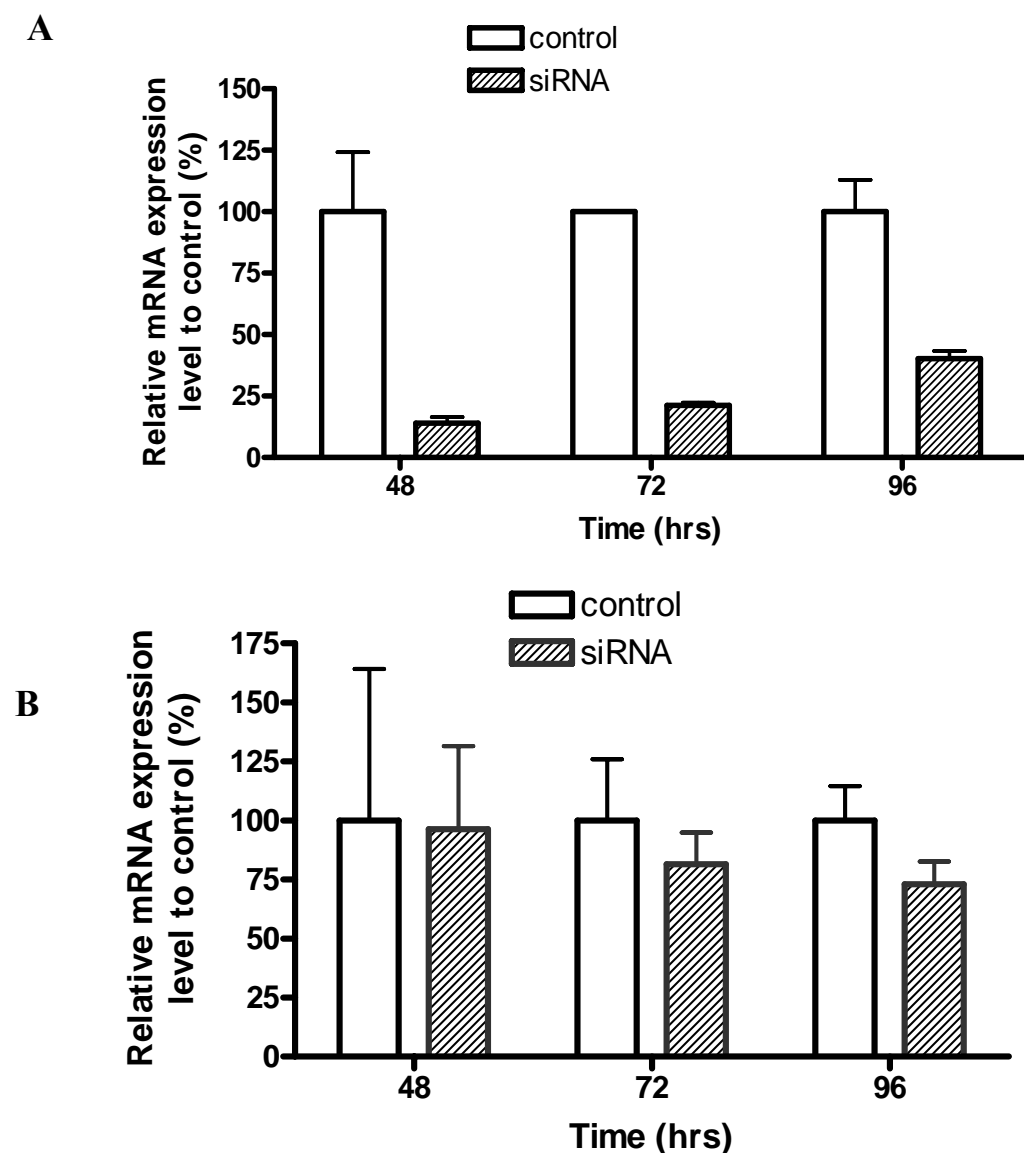 A
control
siRNA
Relative mRNA expression
level to control (%)
150
125
100
75
50
25
0
48
72
96
Time (hrs)
B
control
siRNA
Relative mRNA expression
level to control (%)
175
150
125
100
75
50
25
0
48
72
96
Time (hrs)